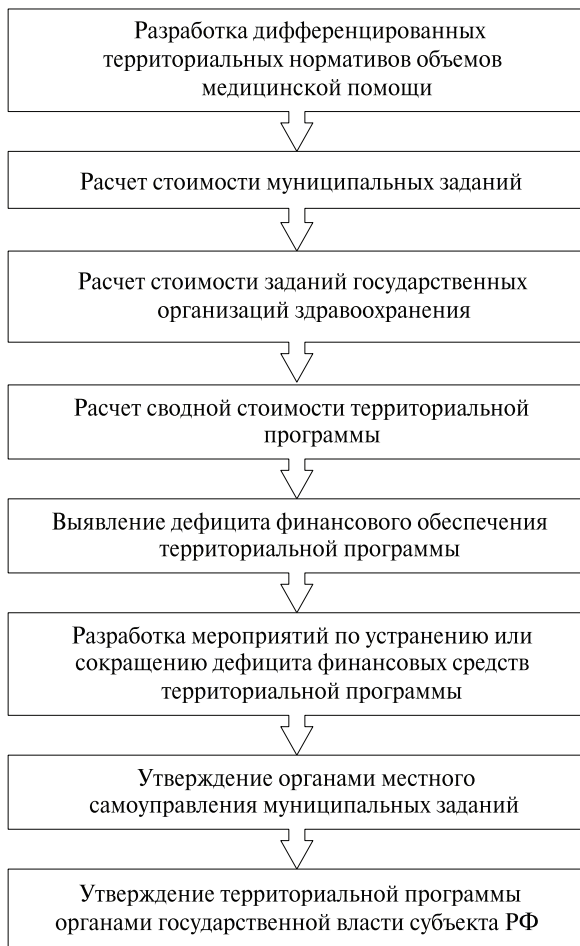 Разработка дифференцированных
территориальных нормативов объемов
медицинской помощи
Расчет стоимости муниципальных заданий
Расчет стоимости заданий государственных
организаций здравоохранения
Расчет сводной стоимости территориальной
программы
Выявление дефицита финансового обеспечения
территориальной программы
Разработка мероприятий по устранению или
сокращению дефицита финансовых средств
территориальной программы
Утверждение органами местного
самоуправления муниципальных заданий
Утверждение территориальной программы
органами государственной власти субъекта РФ